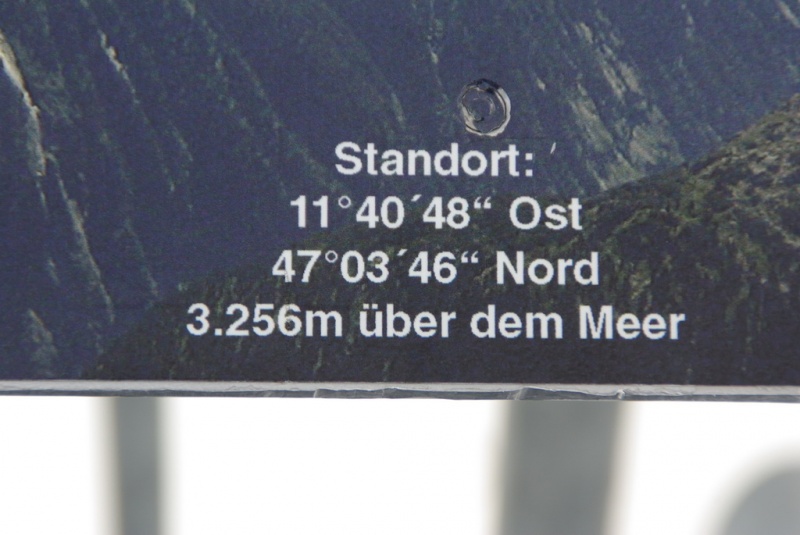 Standort:
11°40´48“ Ost
47°03´46“ Nord
3.256m über dem Meer